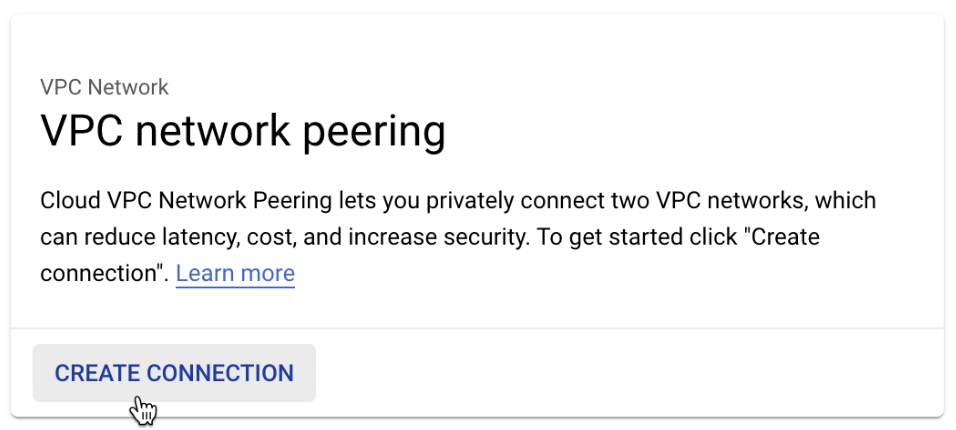 VPC Network
VPC network peering
Cloud VPC Network Peering lets you privately connect two VPC networks, which
can reduce latency, cost, and increase security. To get started click "Create
connection". Learn more
CREATE CONNECTION